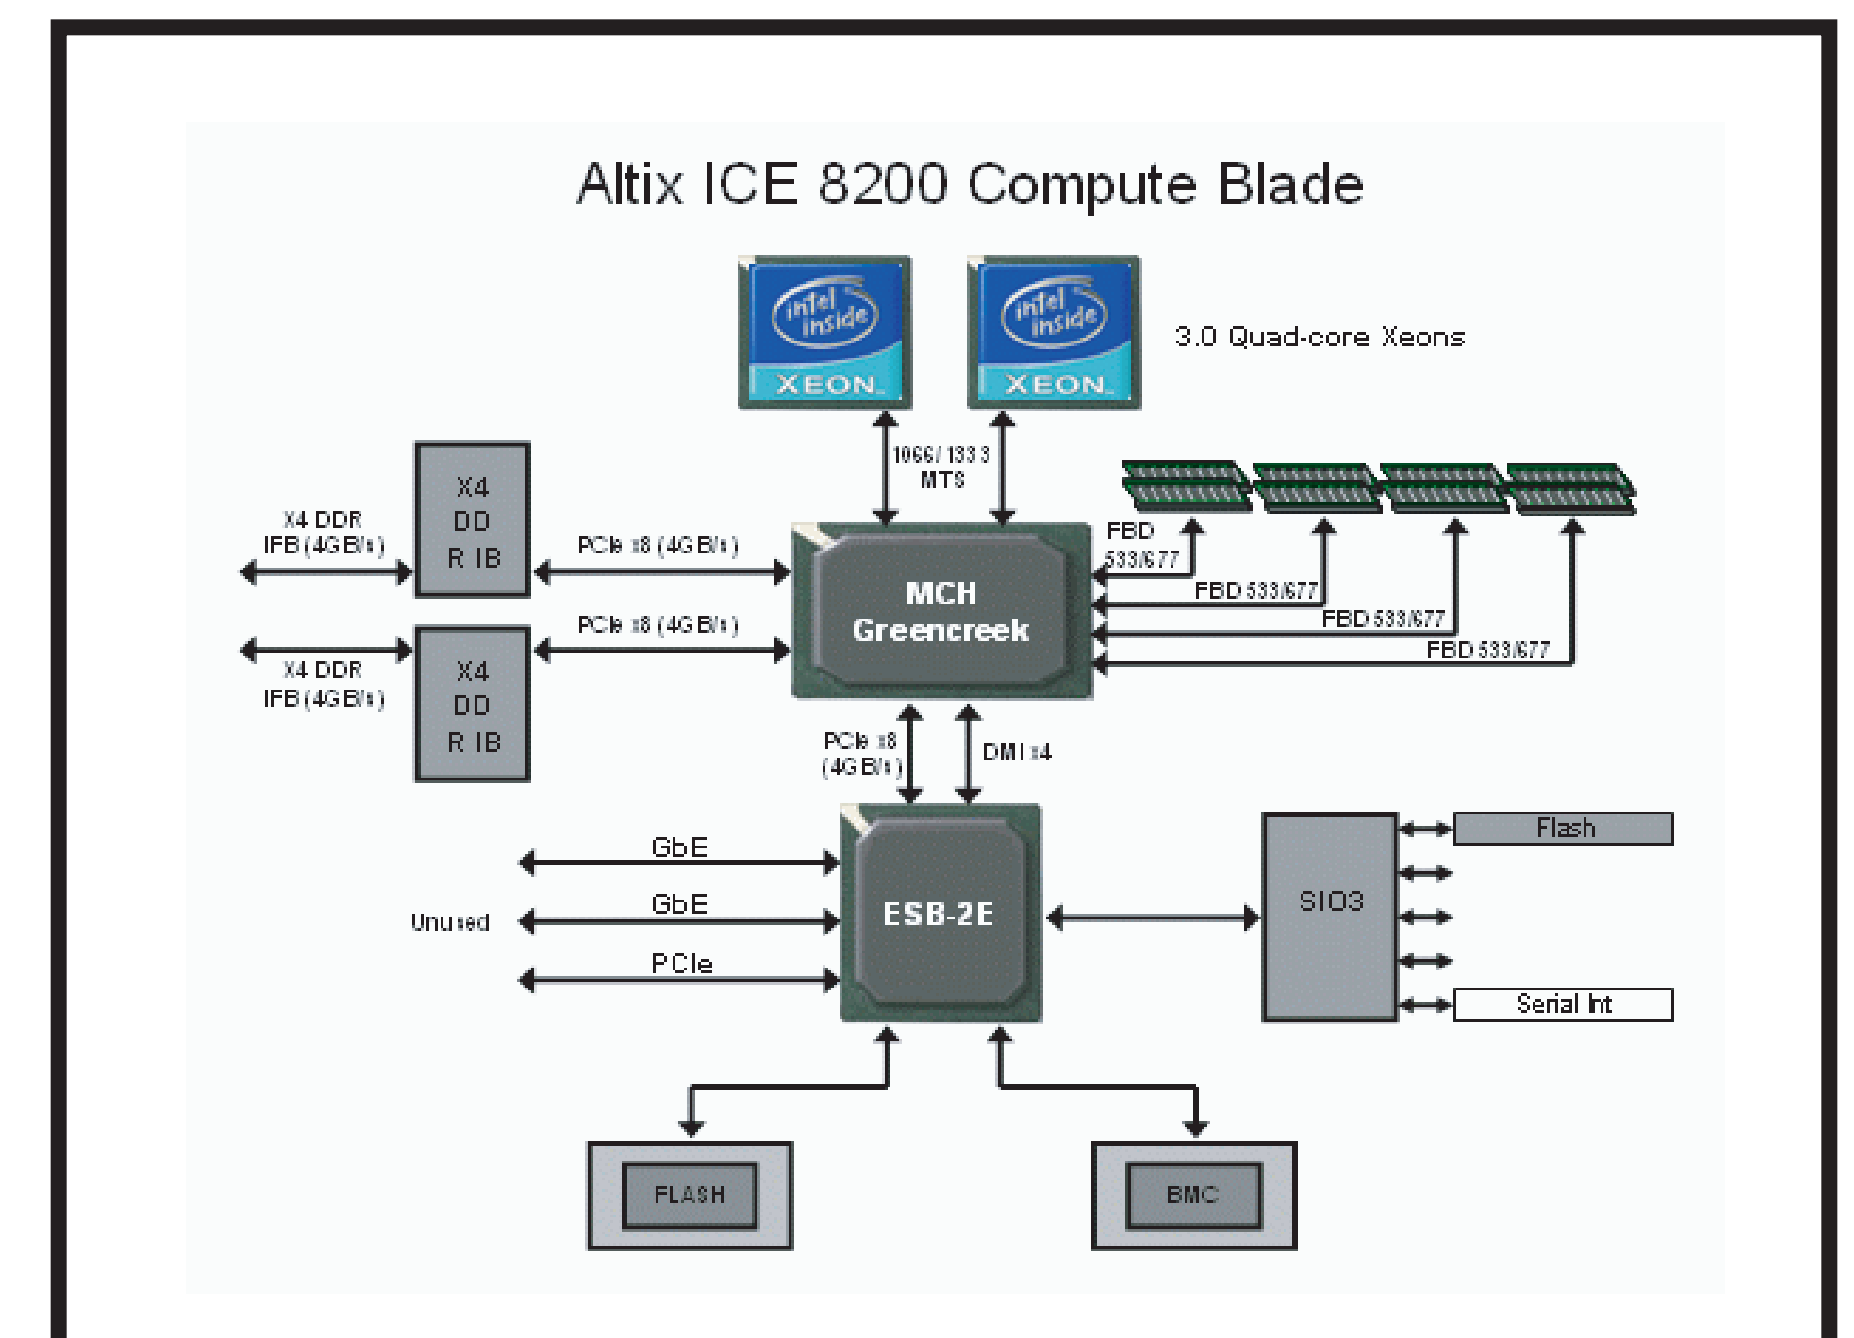 Altix ICE 8200 Compute Blade
intel
inside
XEON
intel
inside
XEON
3.0 Quad-core Xeons
1066/1333
MTS
X4
DD
R IB
X4 DDR
IFB (4GB/s)
PCIe x8 (4GB/s)
FBD
533/677
FBD 533/677
FBD 533/677
FBD 533/677
MCH
Greencreek
PCIe x8 (4GB/s)
X4 DDR
IFB (4GB/s)
X4
DD
R IB
PCIe x8
(4GB/s)
DMI x4
GbE
GbE
Unused
PCIe
ESB-2E
SIO3
Flash
Serial Int
FLASH
BMC